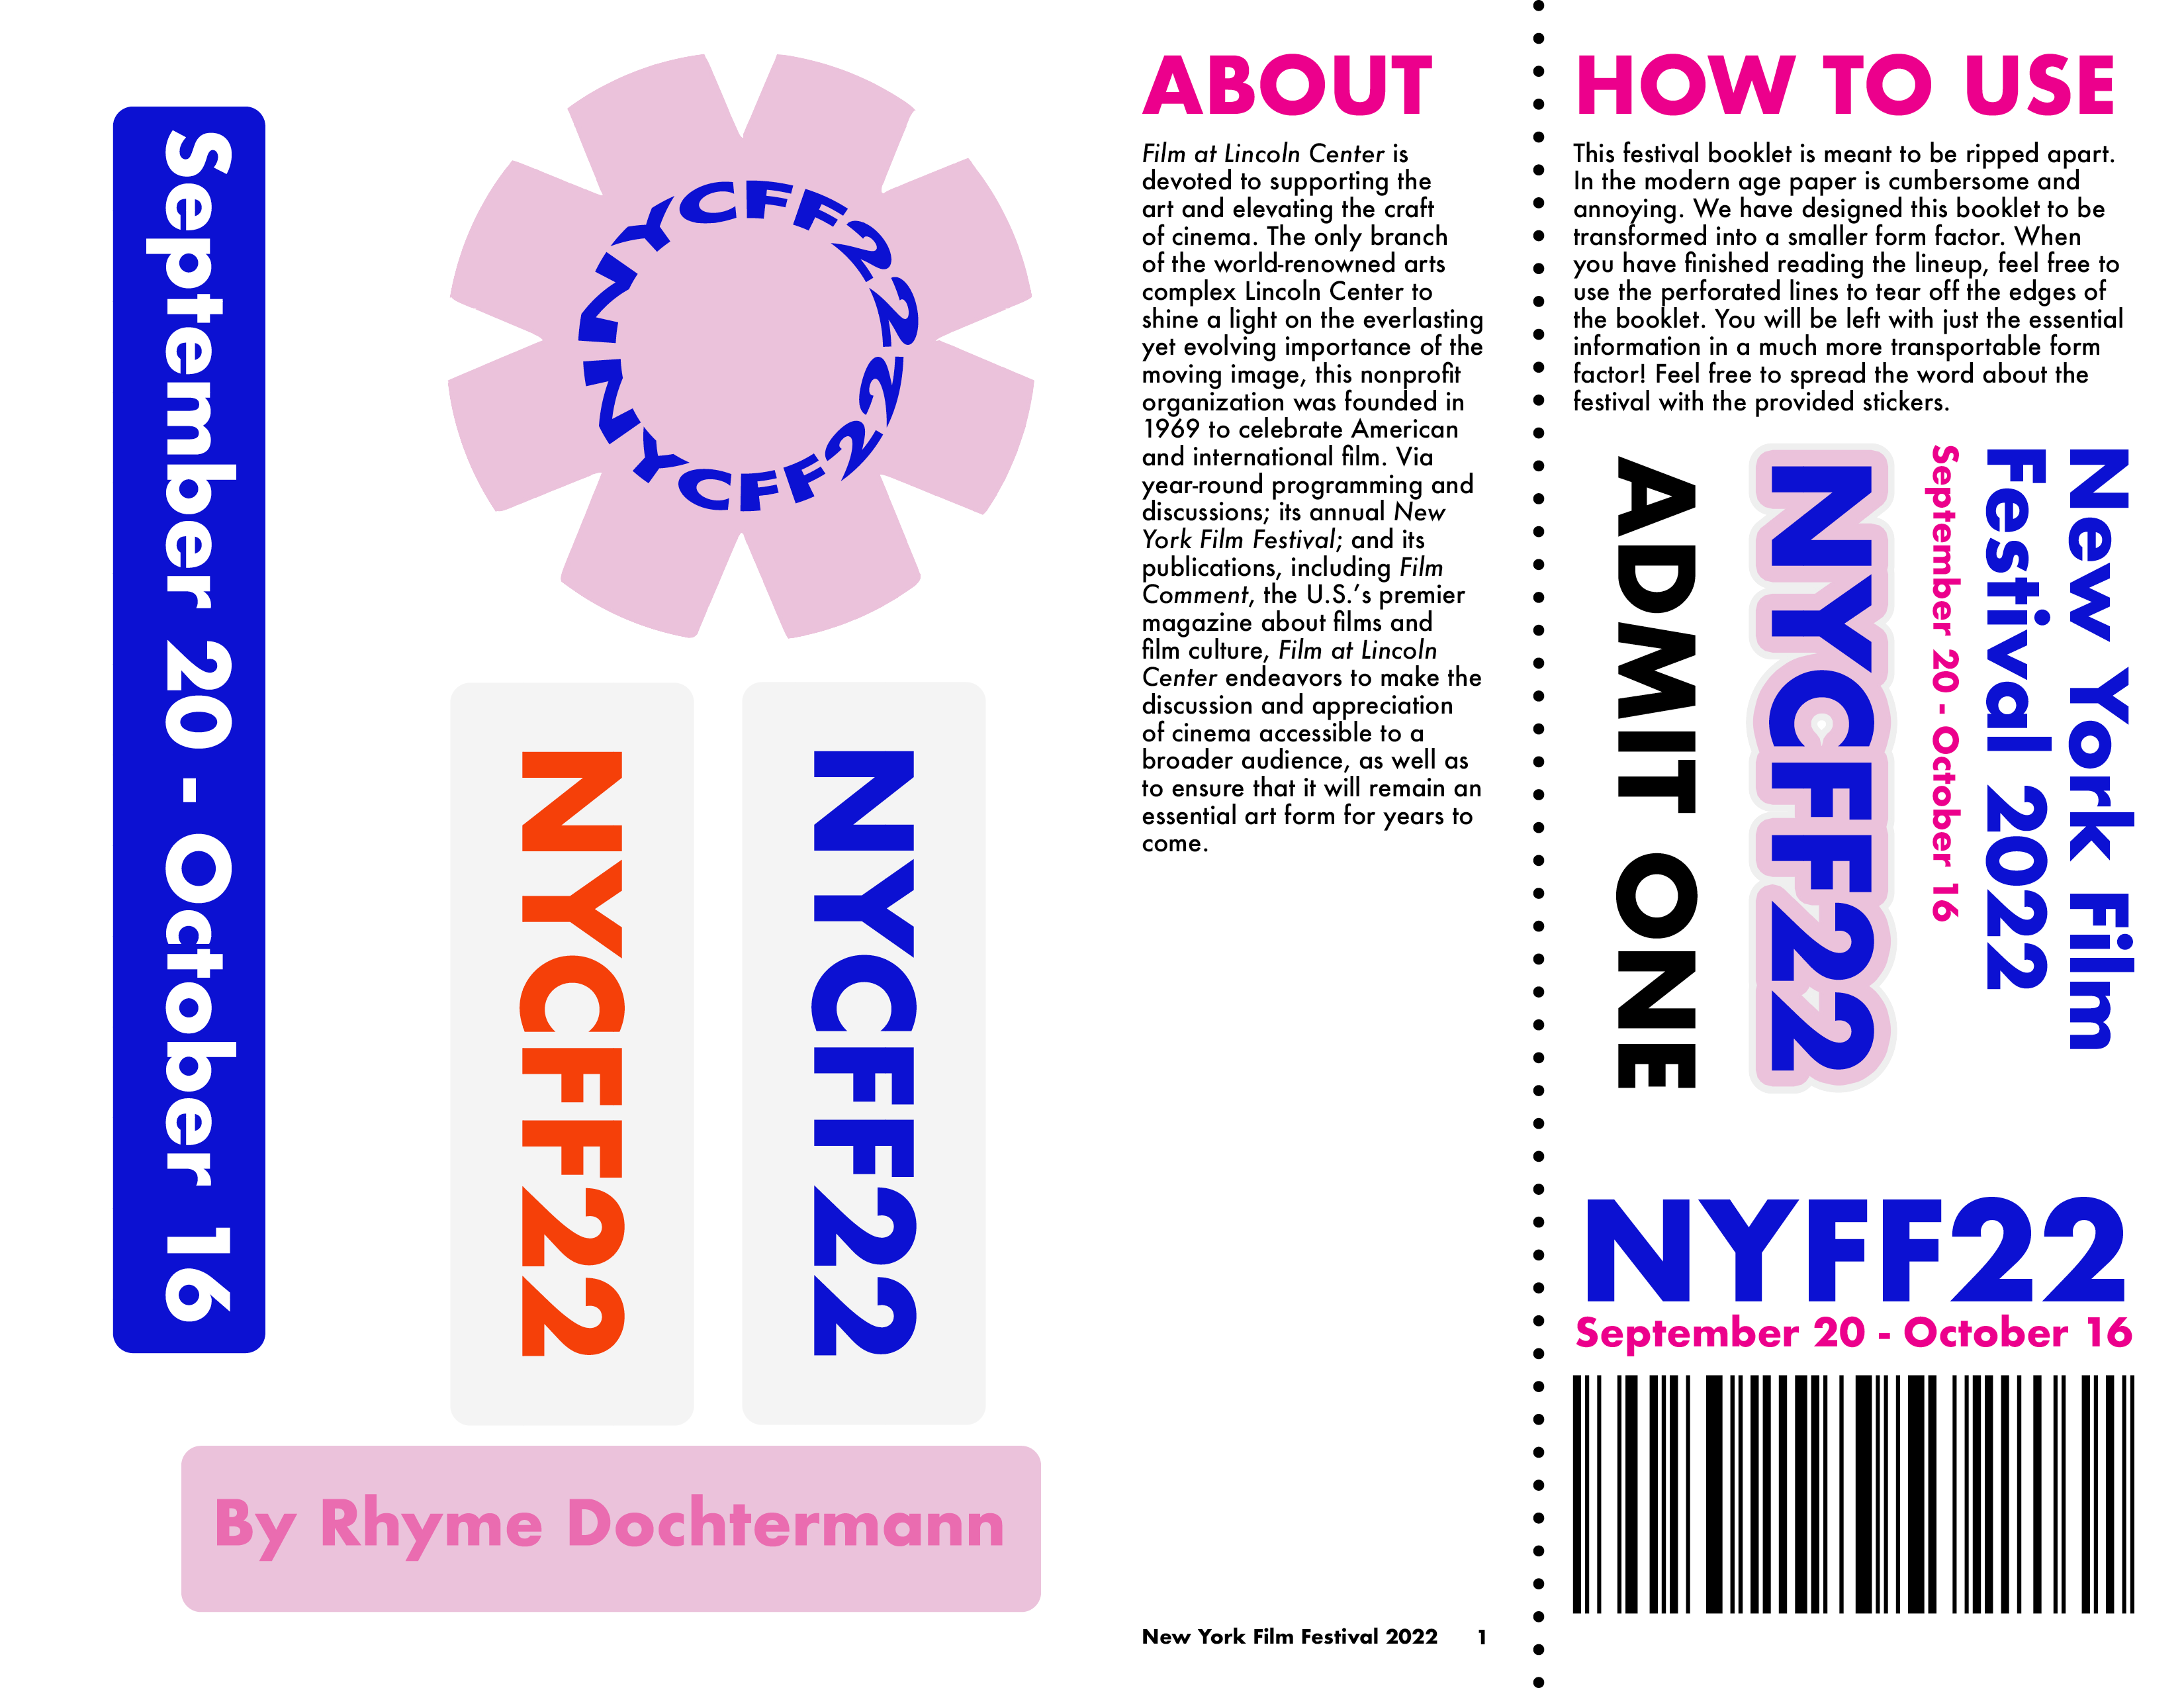 September 20 - October 16
NYCFF22
NYCFF22
NYCFF22
NYCFF22
By Rhyme Dochtermann
ABOUT
Film at Lincoln Center is
devoted to supporting the
art and elevating the craft
of cinema. The only branch
of the world-renowned arts
complex Lincoln Center to
shine a light on the everlasting
yet evolving importance of the
moving image, this nonprofit
organization was founded in
1969 to celebrate American
and international film. Via
year-round programming and
discussions; its annual New
York Film Festival; and its
publications, including Film
Comment, the U.S.’s premier
magazine about films and
film culture, Film at Lincoln
Center endeavors to make the
discussion and appreciation
of cinema accessible to a
broader audience, as well as
to ensure that it will remain an
essential art form for years to
come.
New York Film Festival 2022 1
HOW TO USE
This festival booklet is meant to be ripped apart.
In the modern age paper is cumbersome and
annoying. We have designed this booklet to be
transformed into a smaller form factor. When
you have finished reading the lineup, feel free to
use the perforated lines to tear off the edges of
the booklet. You will be left with just the essential
information in a much more transportable form
factor! Feel free to spread the word about the
festival with the provided stickers.
New York Film
Festival 2022
September 20 - October 16
NYCFF22
ADMIT ONE
NYFF22
September 20 - October 16